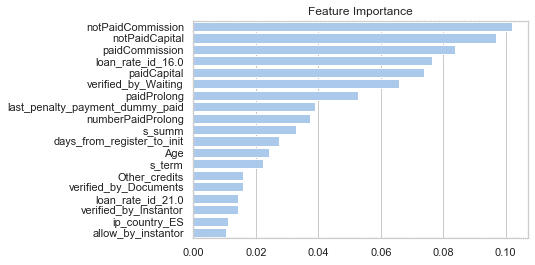 Feature Importance
notPaidCommission
notPaidCapital
paidCommission
loan_rate_id_16.0
paidCapital
verified_by_Waiting
paidProlong
last_penalty_payment_dummy_paid
numberPaidProlong
s_summ
days_from_register_to_init
Age
s_term
Other_credits
verified_by_Documents
loan_rate_id_21.0
verified_by_Instantor
ip_country_ES
allow_by_instantor
0.00 0.02 0.04 0.06 0.08 0.10